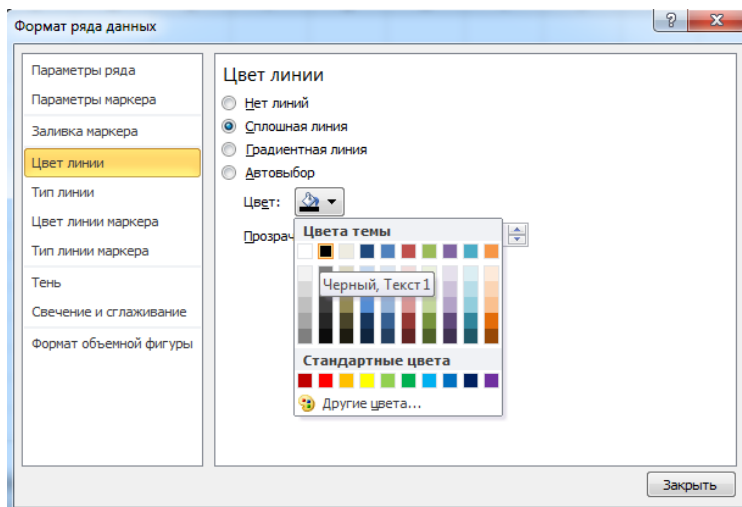 Формат ряда данных
Параметры ряда
Параметры маркера
Заливка маркера
Цвет линии
Тип линии
Цвет линии маркера
Тип линии маркера
Тень
Свечение и сглаживание
Формат объемной фигуры
Цвет линии
Нет линий
Сплошная линия
Градиентная линия
Автовыбор
Цвет:
Прозрач
Цвета темы
Черный, Текст 1
Стандартные цвета
Другие цвета...
Закрыть